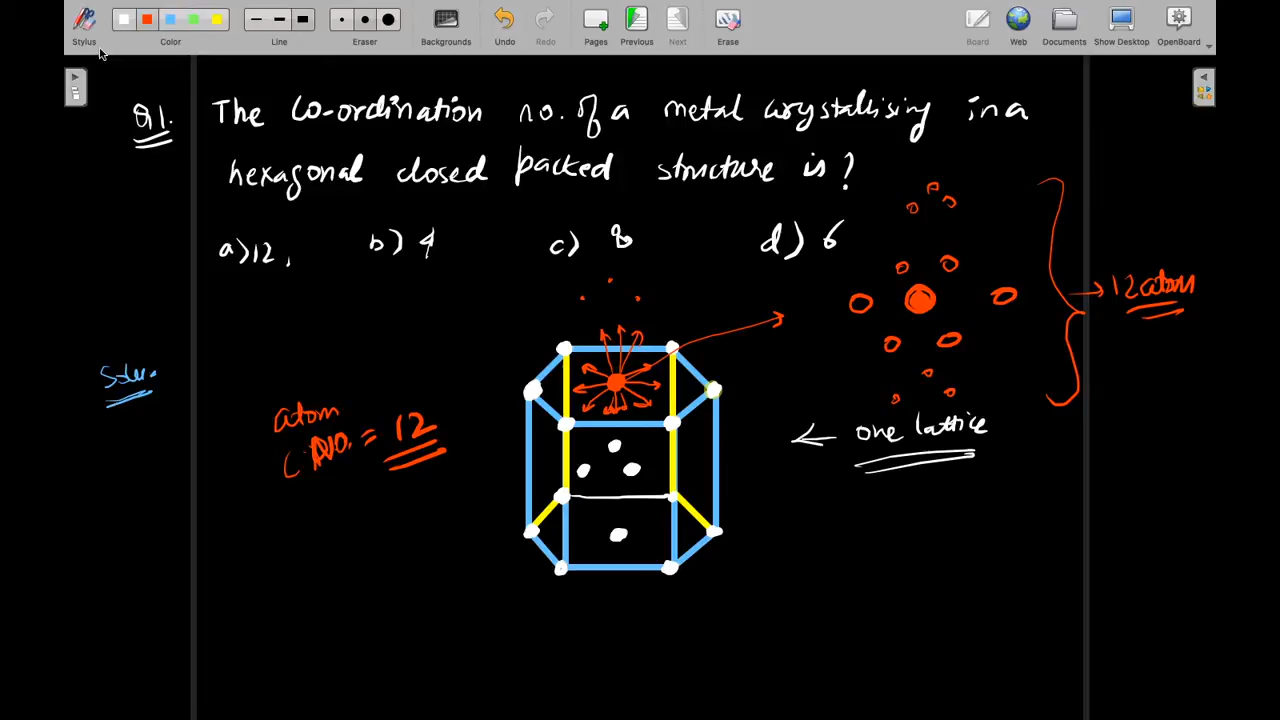 Stylus Color Line Eraser Backgrounds Undo Redo Pages Previous Next Erase Board Web Documents Show Desktop OpenBoard
Q1. The co-ordination no. of a metal crystallising in a
hexagonal closed packed structure is?
a) 12, b) 4 c) 8 d) 6
→ 12 atom
Soln.
atom
C. NO. = 12
← one lattice